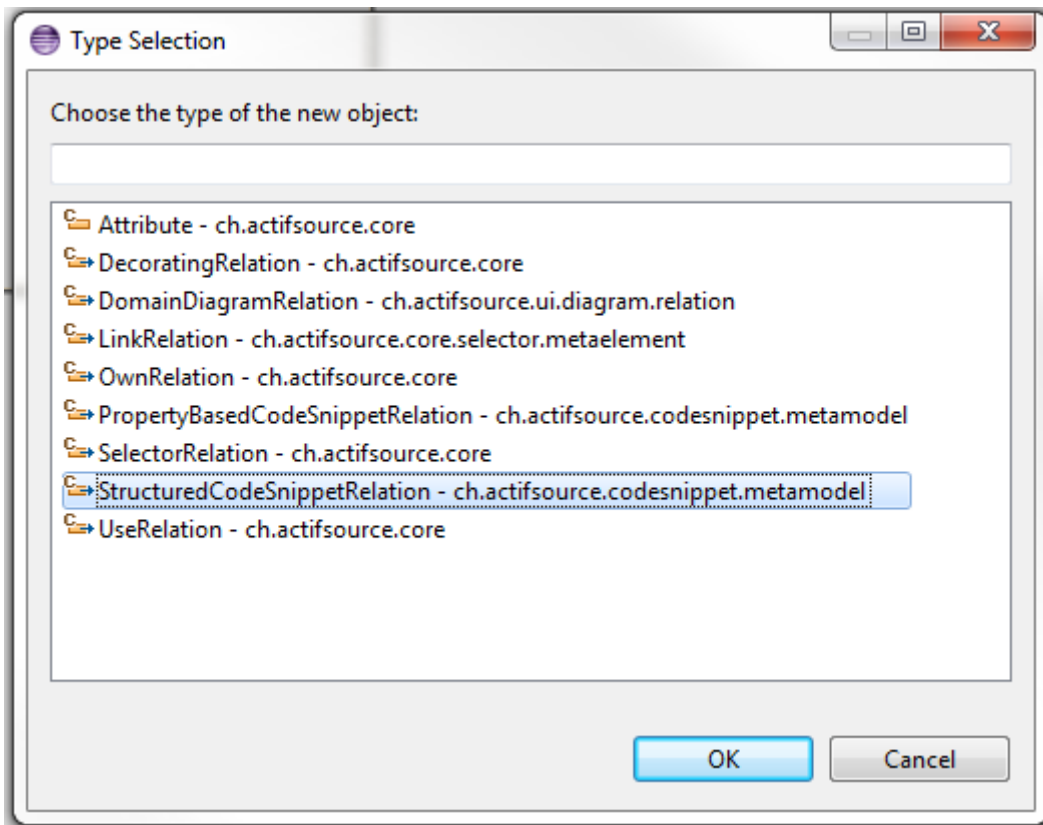 Type Selection
Choose the type of the new object:
Attribute - ch.actifsource.core
DecoratingRelation - ch.actifsource.core
DomainDiagramRelation - ch.actifsource.ui.diagram.relation
LinkRelation - ch.actifsource.core.selector.metaelement
OwnRelation - ch.actifsource.core
PropertyBasedCodeSnippetRelation - ch.actifsource.codesnippet.metamodel
SelectorRelation - ch.actifsource.core
StructuredCodeSnippetRelation - ch.actifsource.codesnippet.metamodel
UseRelation - ch.actifsource.core
OK Cancel